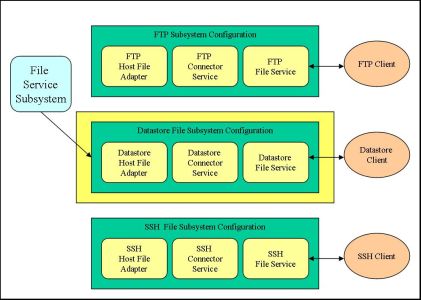 FTP Subsystem Configuration
FTP
Host File
Adapter
FTP
Connector
Service
FTP
File Service
FTP Client
File
Service
Subsystem
Datastore File Subsystem Configuration
Datastore
Host File
Adapter
Datastore
Connector
Service
Datastore
File Service
Datastore
Client
SSH File Subsystem Configuration
SSH
Host File
Adapter
SSH
Connector
Service
SSH
File Service
SSH Client